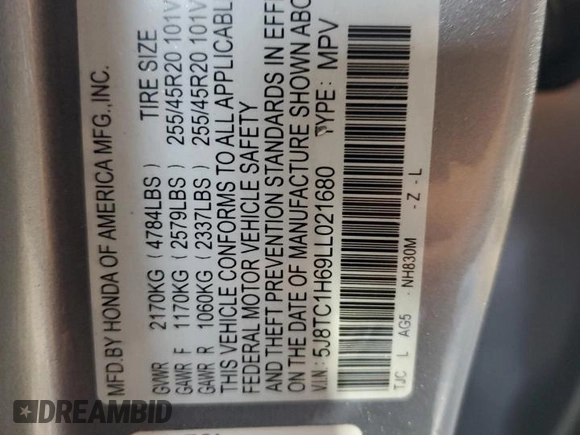 MFD.BY HONDA OF AMERICA MFG.,INC.
TIRE SIZE
GVWR 2170KG (4784LBS)
GAWR F 1170KG (2579LBS) 255/45R20 101V
GAWR R 1060KG (2337LBS) 255/45R20 101V
THIS VEHICLE CONFORMS TO ALL APPLICABLE
FEDERAL MOTOR VEHICLE SAFETY
AND THEFT PREVENTION STANDARDS IN EFF
ON THE DATE OF MANUFACTURE SHOWN ABO
V.I.N.: 5J8TC1H69LL021680 TYPE: MPV
TJC L AG5 NH830M - Z - L
DREAMBID